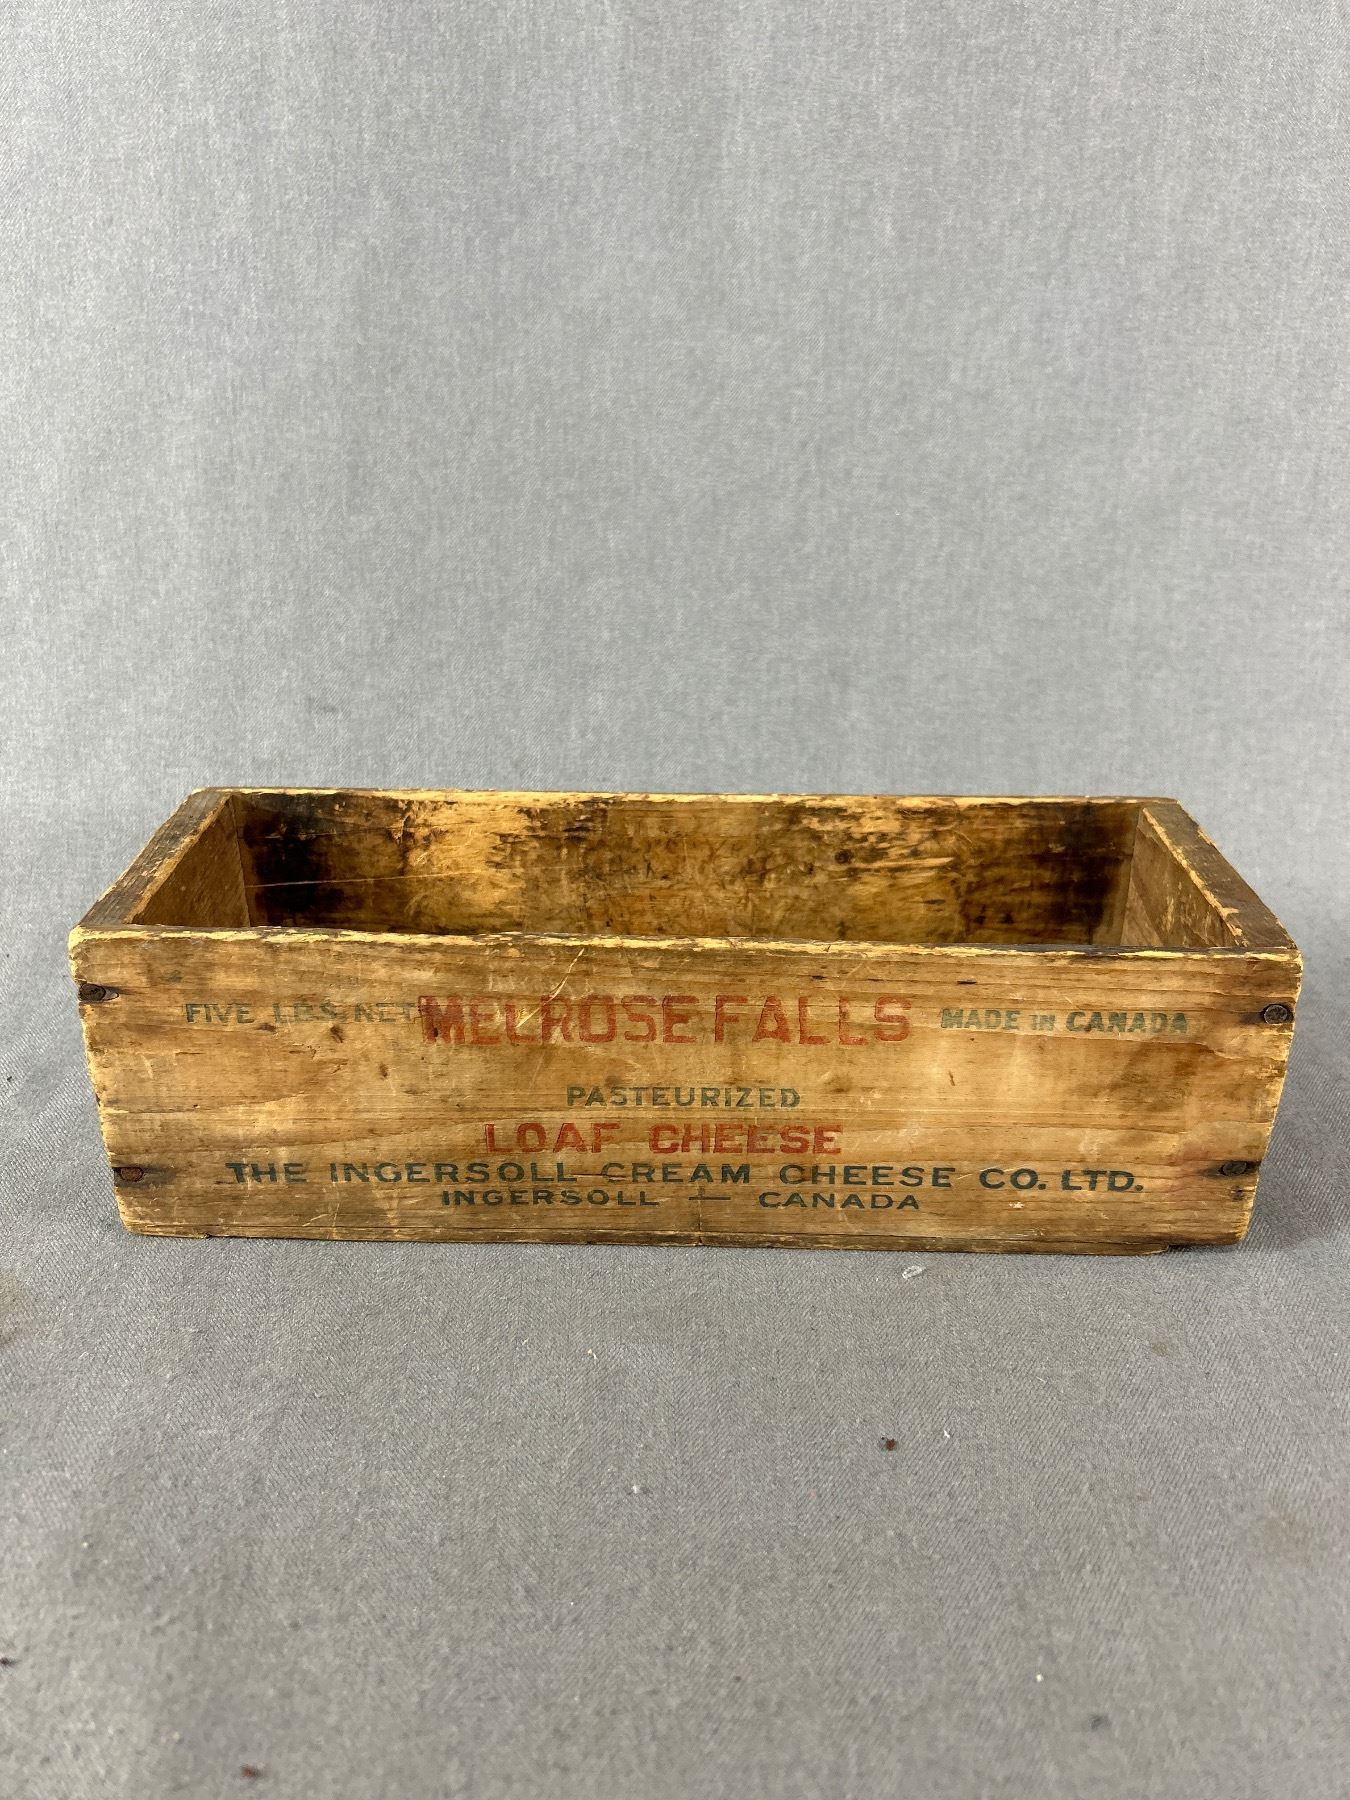 FIVE LBS. NET MELROSE FALLS MADE IN CANADA
PASTEURIZED
LOAF CHEESE
THE INGERSOLL CREAM CHEESE CO. LTD.
INGERSOLL — CANADA